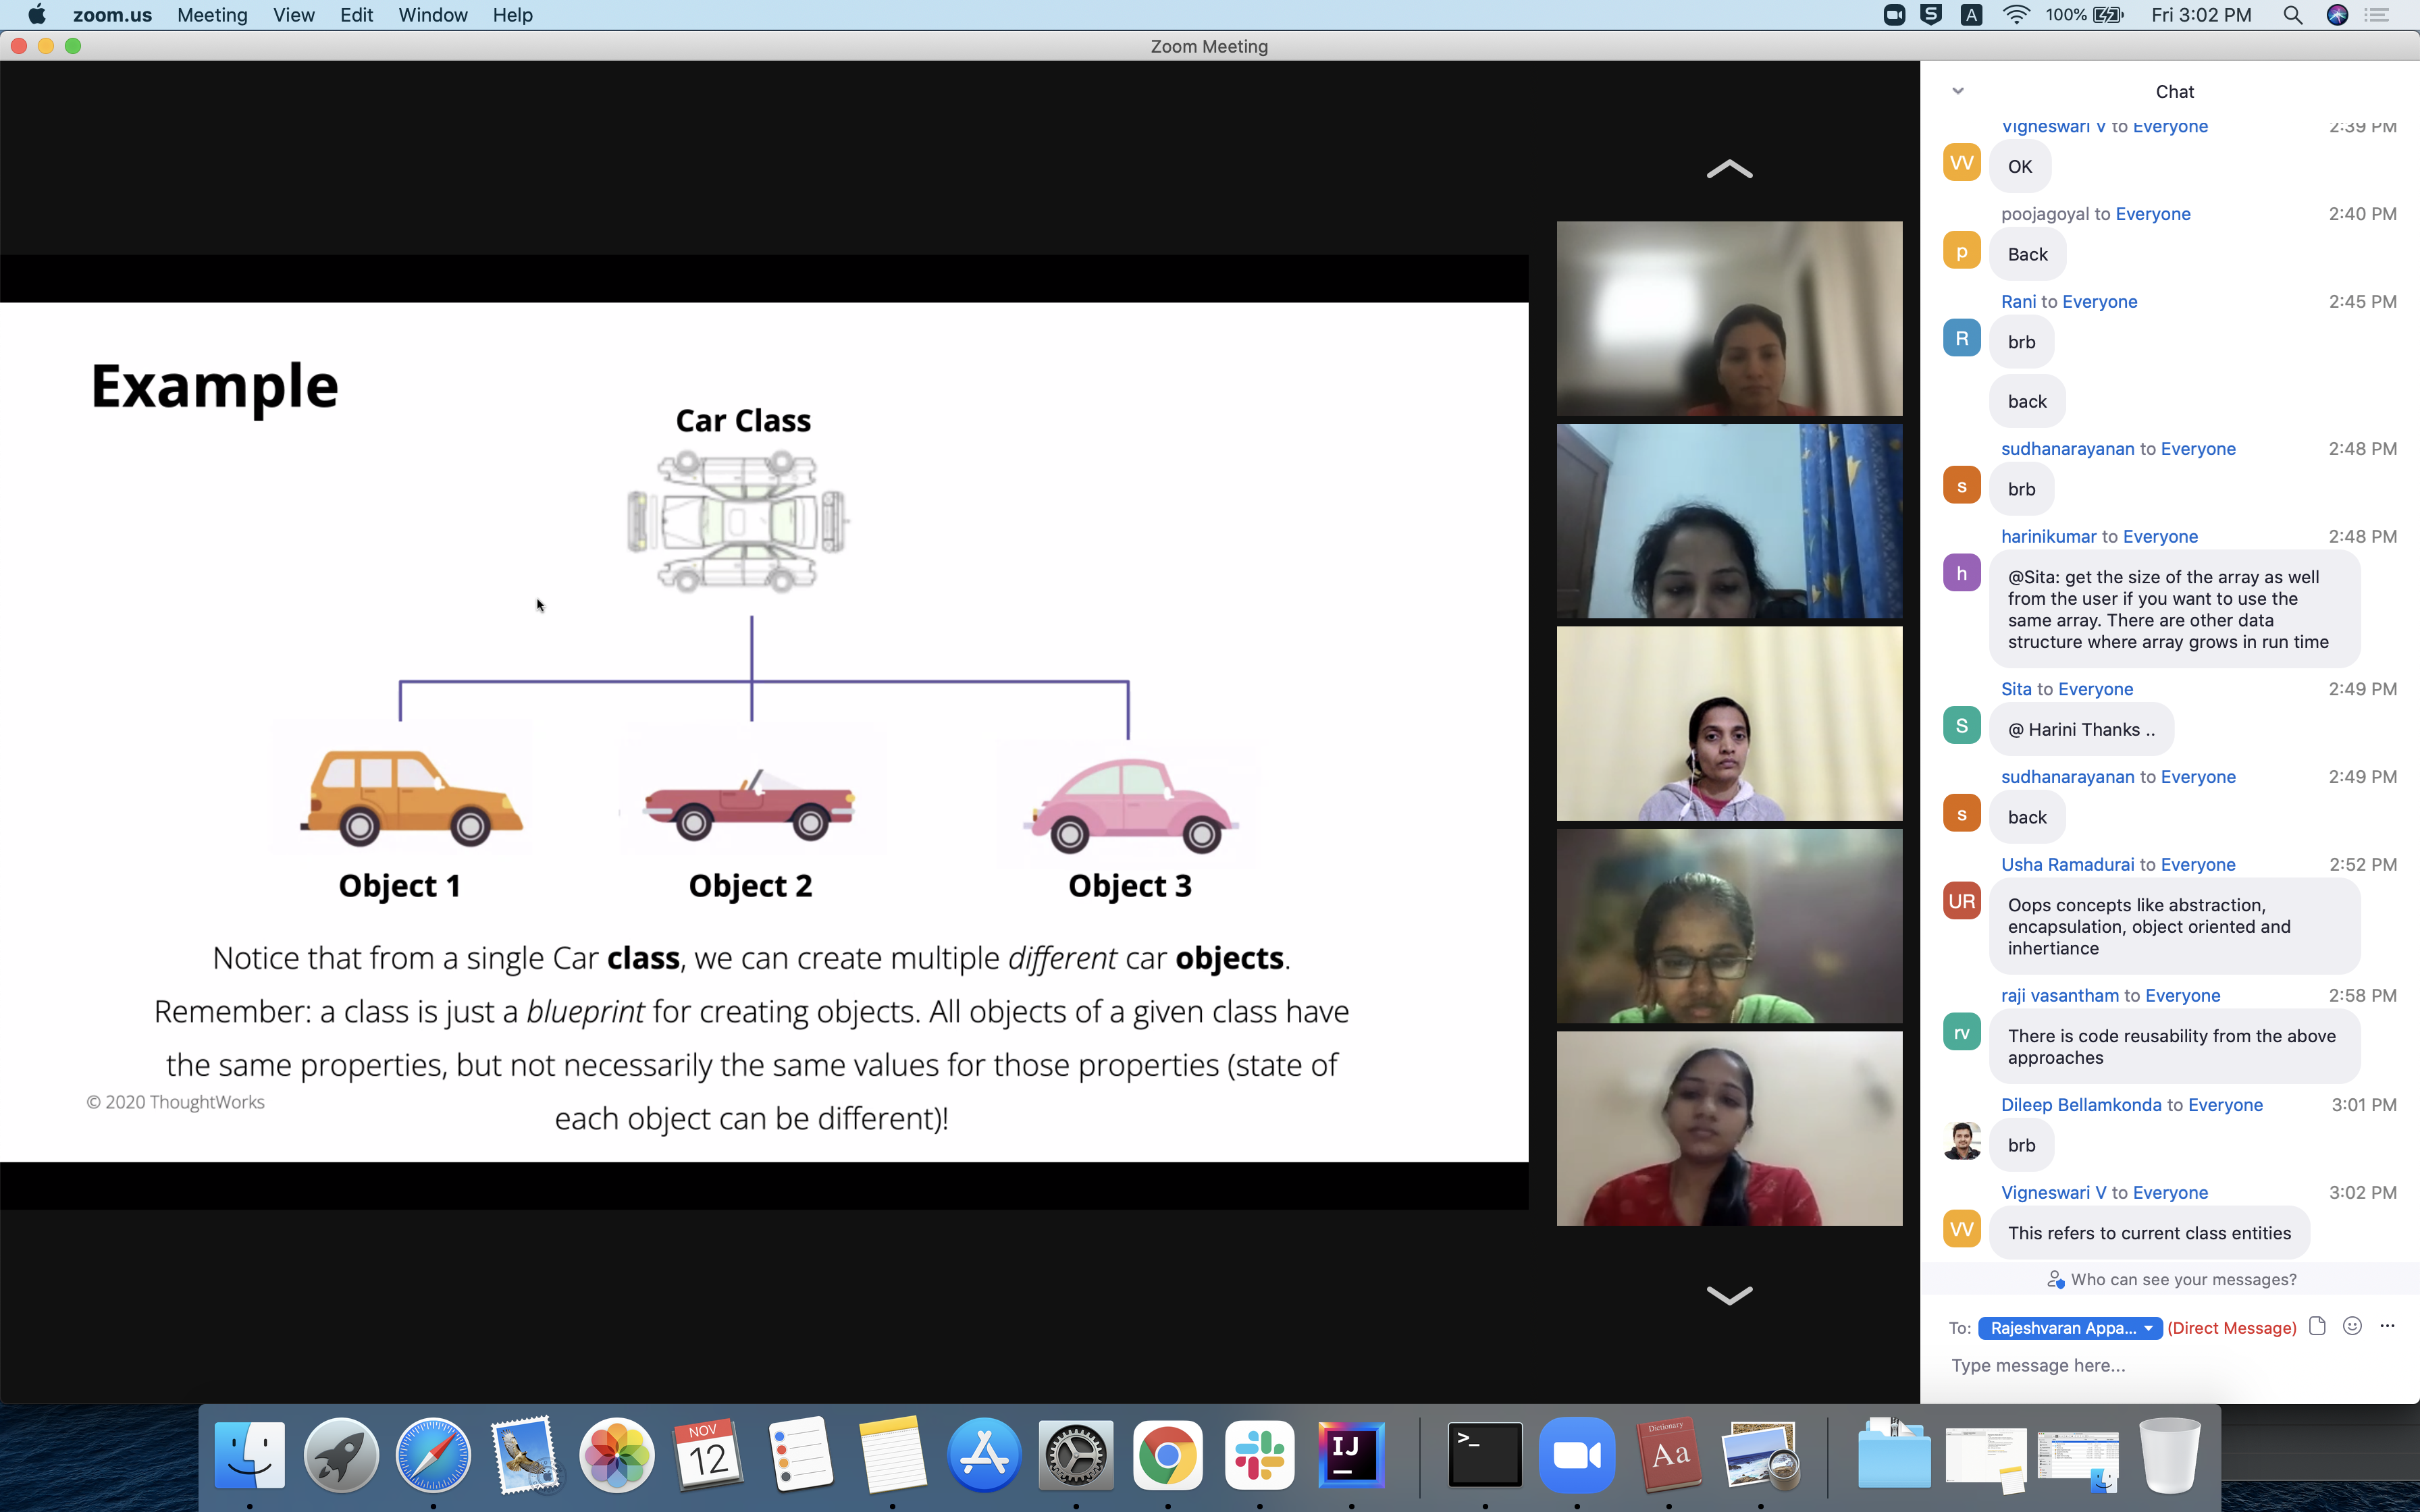 zoom.us Meeting View Edit Window Help
S A 100% Fri 3:02 PM
Zoom Meeting
Example
Car Class
Object 1 Object 2 Object 3
Notice that from a single Car class, we can create multiple different car objects.
Remember: a class is just a blueprint for creating objects. All objects of a given class have
the same properties, but not necessarily the same values for those properties (state of
each object can be different)!
© 2020 ThoughtWorks
Chat
Vigneswari V to Everyone 2:39 PM
VV OK
poojagoyal to Everyone 2:40 PM
p Back
Rani to Everyone 2:45 PM
R brb
back
sudhanarayanan to Everyone 2:48 PM
s brb
harinikumar to Everyone 2:48 PM
h @Sita: get the size of the array as well
from the user if you want to use the
same array. There are other data
structure where array grows in run time
Sita to Everyone 2:49 PM
S @ Harini Thanks ..
sudhanarayanan to Everyone 2:49 PM
s back
Usha Ramadurai to Everyone 2:52 PM
UR Oops concepts like abstraction,
encapsulation, object oriented and
inhertiance
raji vasantham to Everyone 2:58 PM
rv There is code reusability from the above
approaches
Dileep Bellamkonda to Everyone 3:01 PM
brb
Vigneswari V to Everyone 3:02 PM
VV This refers to current class entities
Who can see your messages?
To: Rajeshvaran Appa... (Direct Message) ...
Type message here...
NOV
12
IJ
>_
Dictionary
Aa